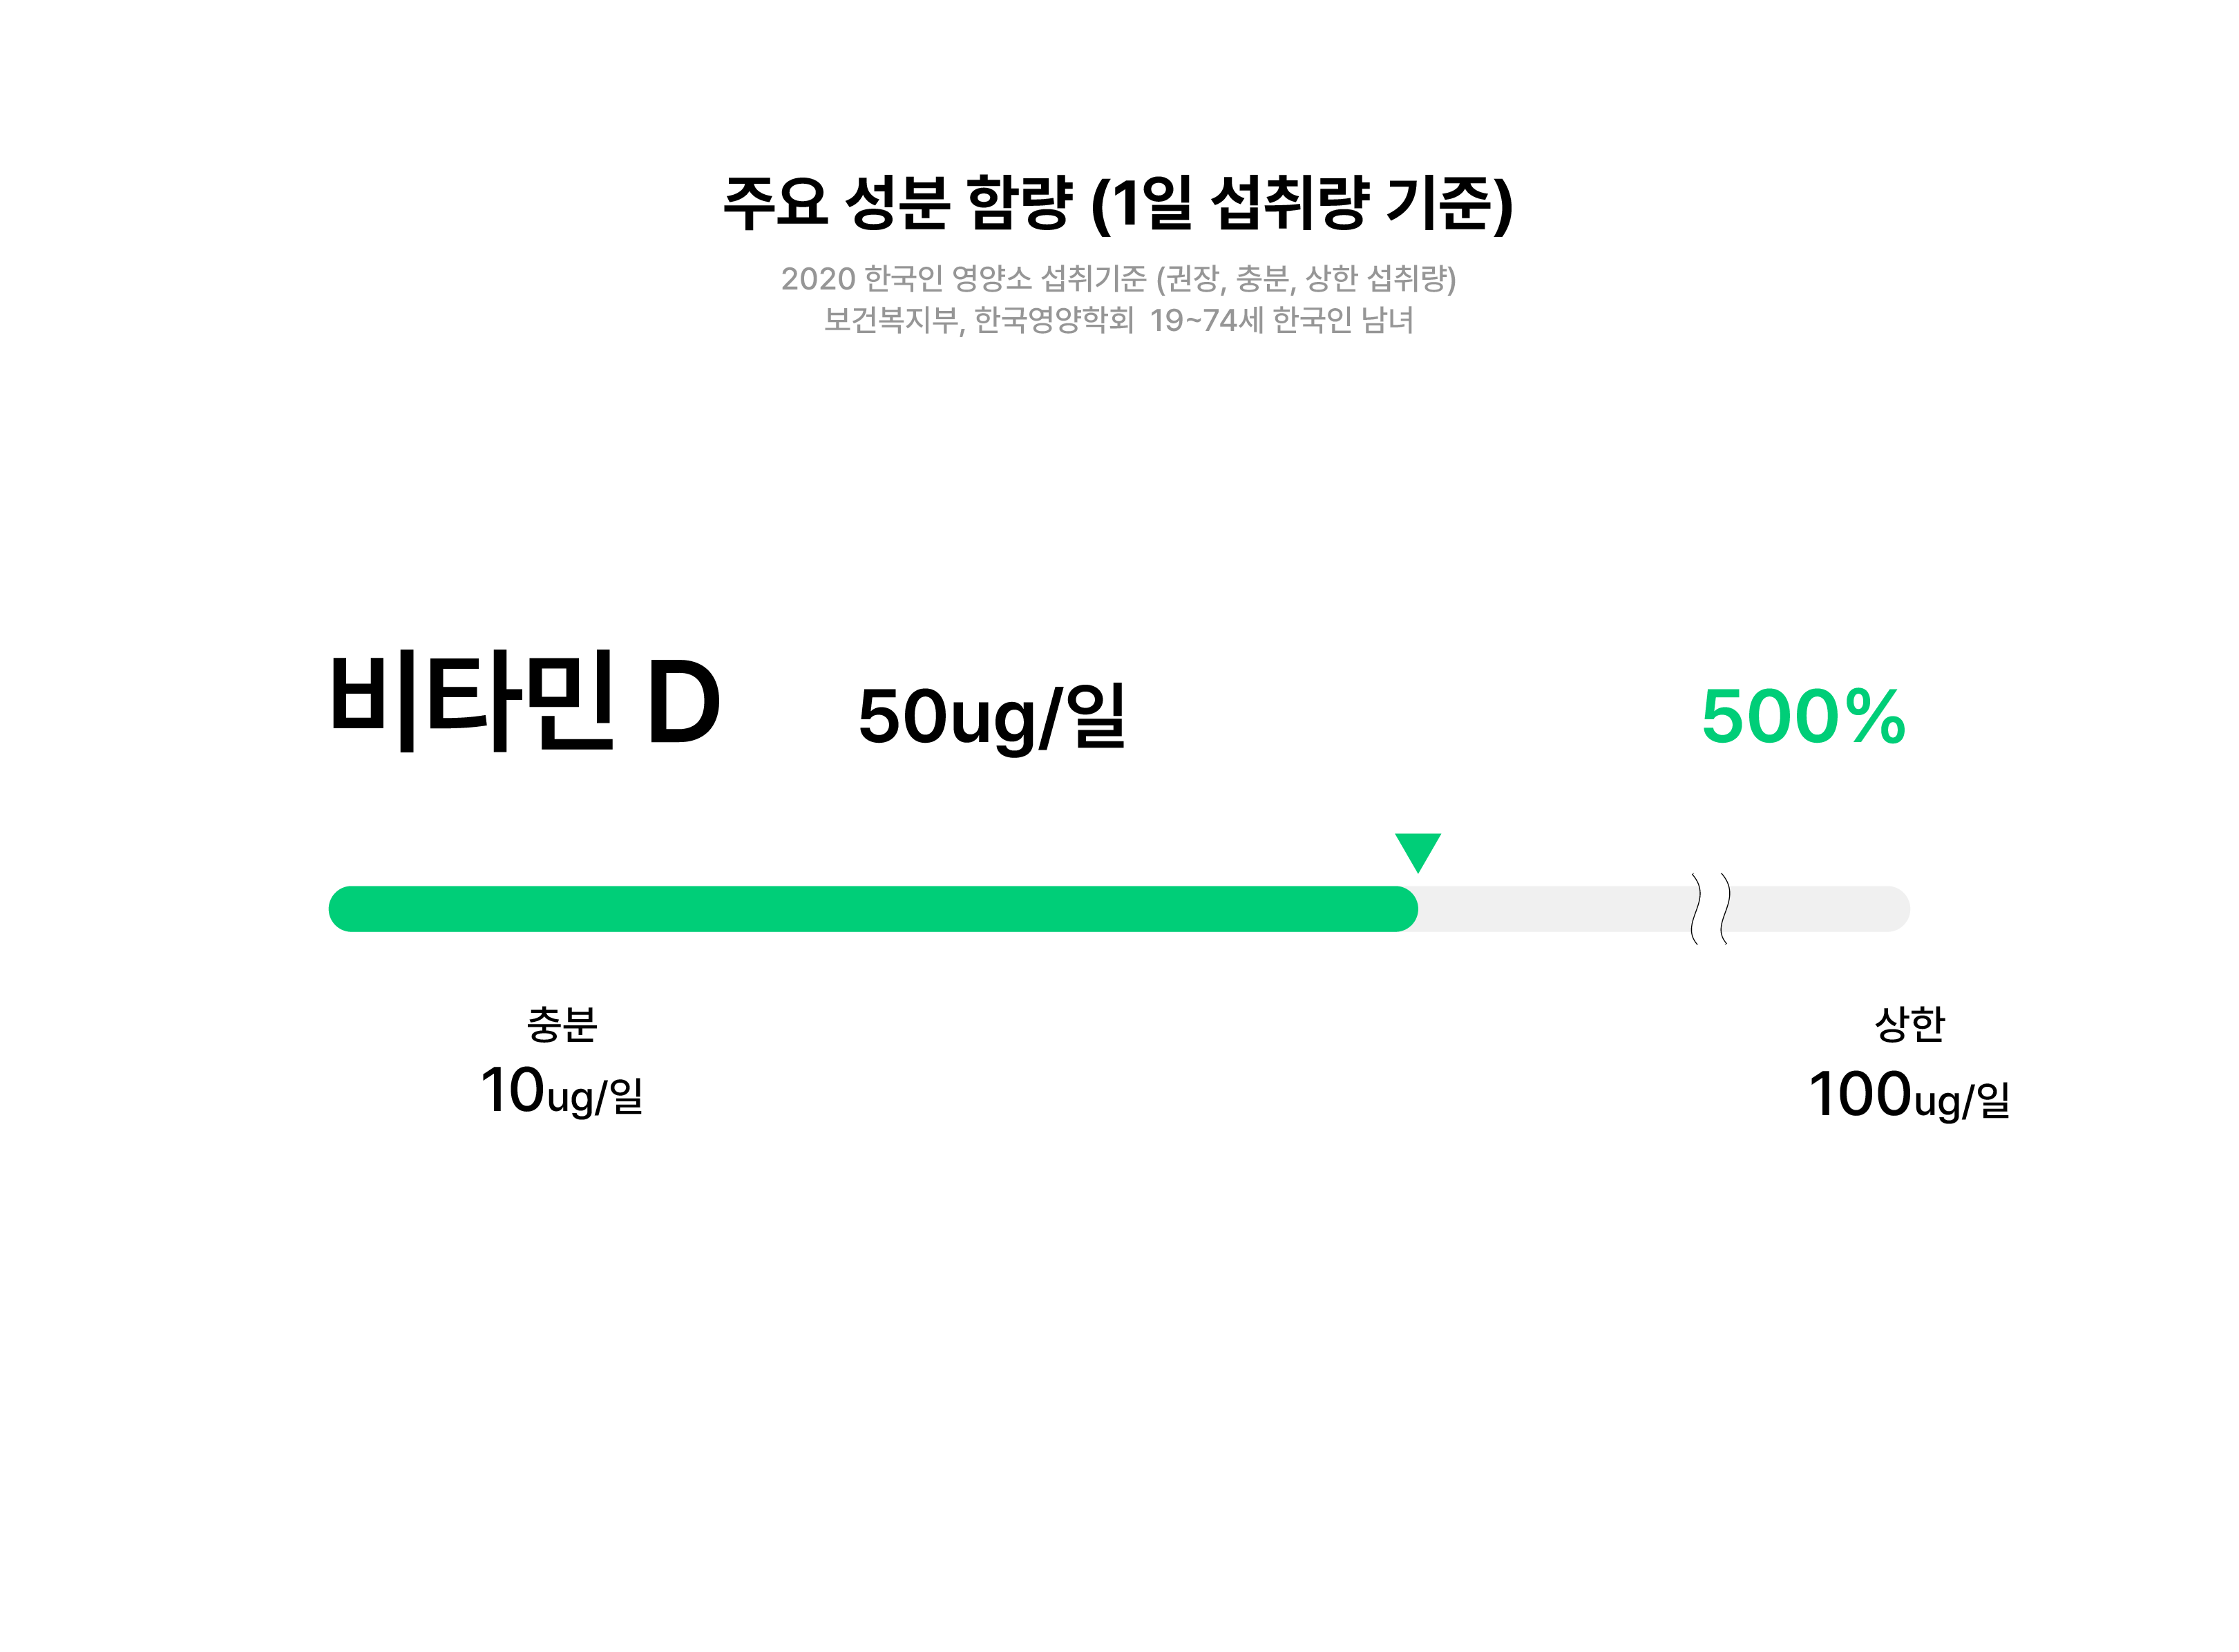 주요 성분 함량 (1일 섭취량 기준)
2020 한국인 영양소 섭취기준 (권장, 충분, 상한 섭취량)
보건복지부, 한국영양학회 19~74세 한국인 남녀
비타민 D 50ug/일 500%
충분 상한
10ug/일 100ug/일